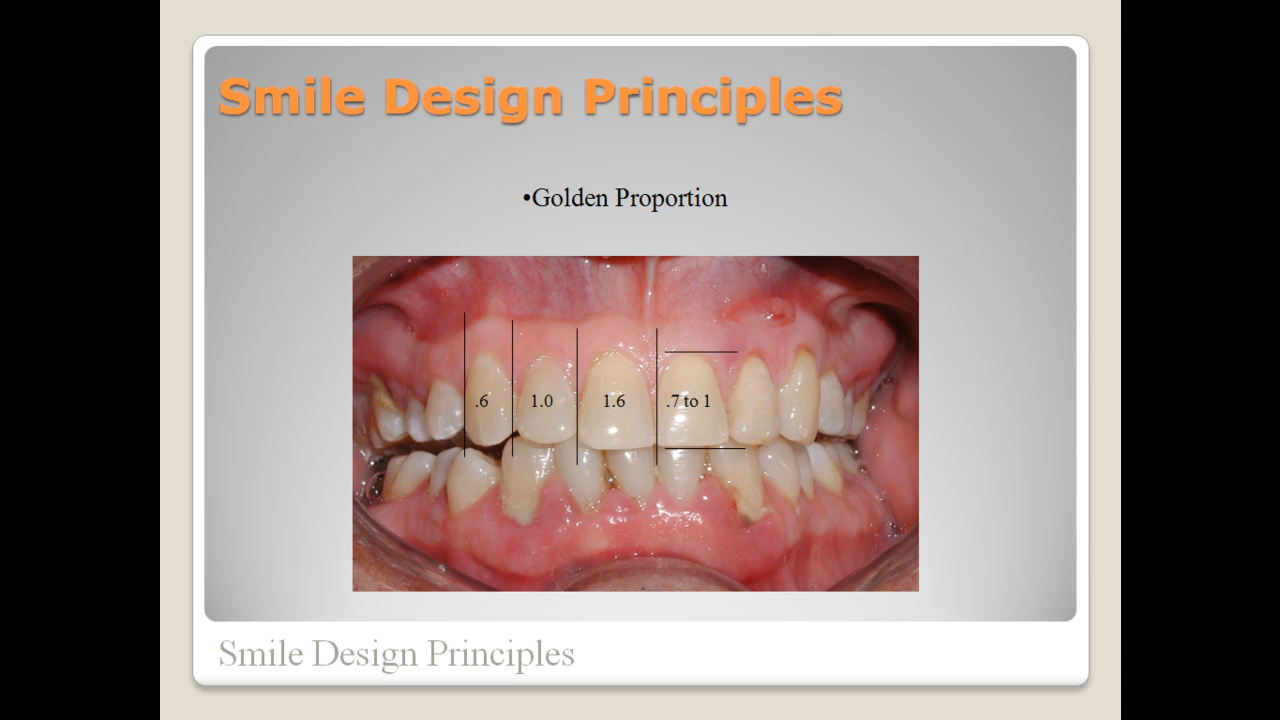 Smile Design Principles
•Golden Proportion
.6 1.0 1.6 .7 to 1
Smile Design Principles